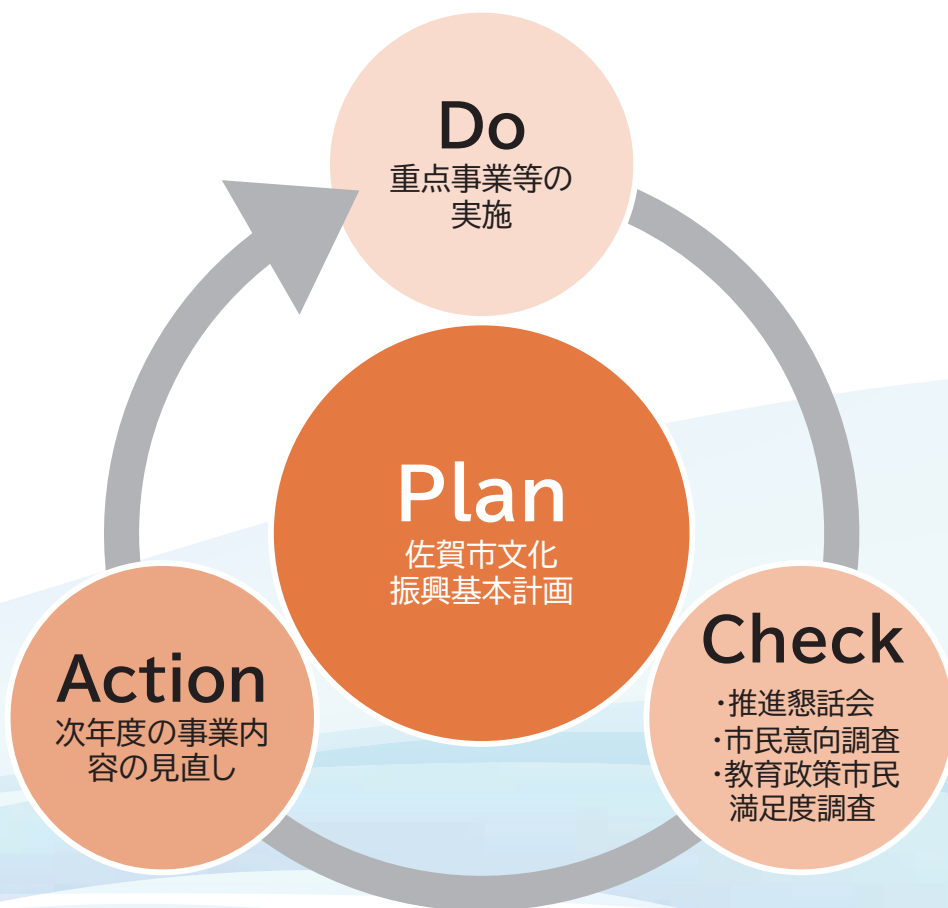 Do
重点事業等の
実施
Plan
佐賀市文化
振興基本計画
Check
・推進懇話会
・市民意向調査
・教育政策市民
満足度調査
Action
次年度の事業内
容の見直し